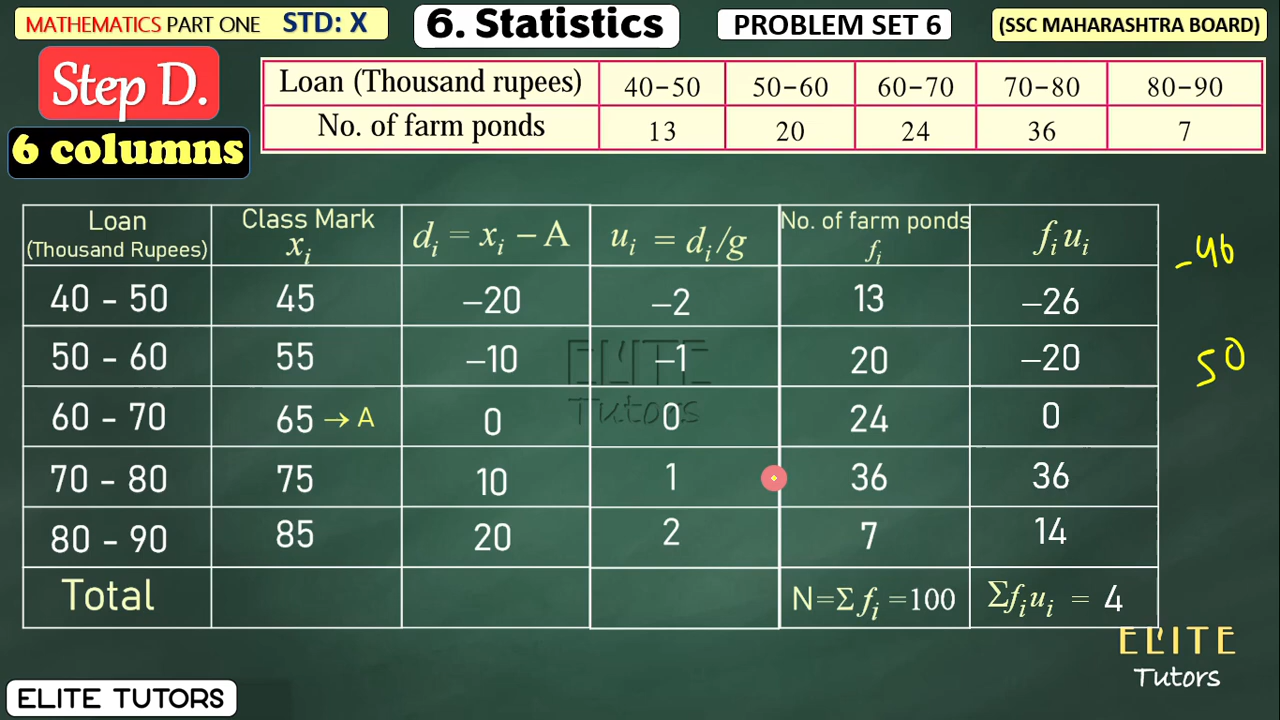 MATHEMATICS PART ONE STD: X
6. Statistics
PROBLEM SET 6
(SSC MAHARASHTRA BOARD)
Step D.
6 columns
Loan (Thousand rupees) 40-50 50-60 60-70 70-80 80-90
No. of farm ponds 13 20 24 36 7
Loan (Thousand Rupees) Class Mark xᵢ dᵢ = xᵢ – A uᵢ = dᵢ/g No. of farm ponds fᵢ fᵢuᵢ
40 - 50 45 –20 –2 13 –26
50 - 60 55 –10 –1 20 –20
60 - 70 65 → A 0 0 24 0
70 - 80 75 10 1 36 36
80 - 90 85 20 2 7 14
Total N=Σfᵢ=100 Σfᵢuᵢ = 4
-46
50
ELITE
Tutors
ELITE
Tutors
ELITE TUTORS